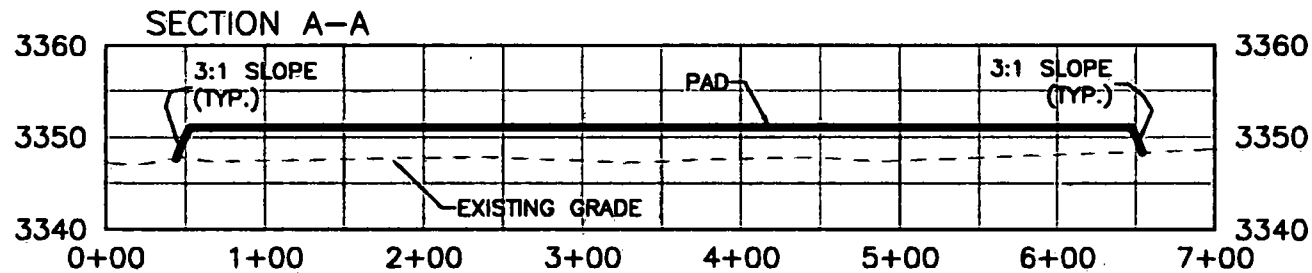 SECTION A-A
3360
3360
3:1 SLOPE
(TYP.)
PAD
3:1 SLOPE
(TYP.)
3350
3350
EXISTING GRADE
3340
3340
0+00 1+00 2+00 3+00 4+00 5+00 6+00 7+00